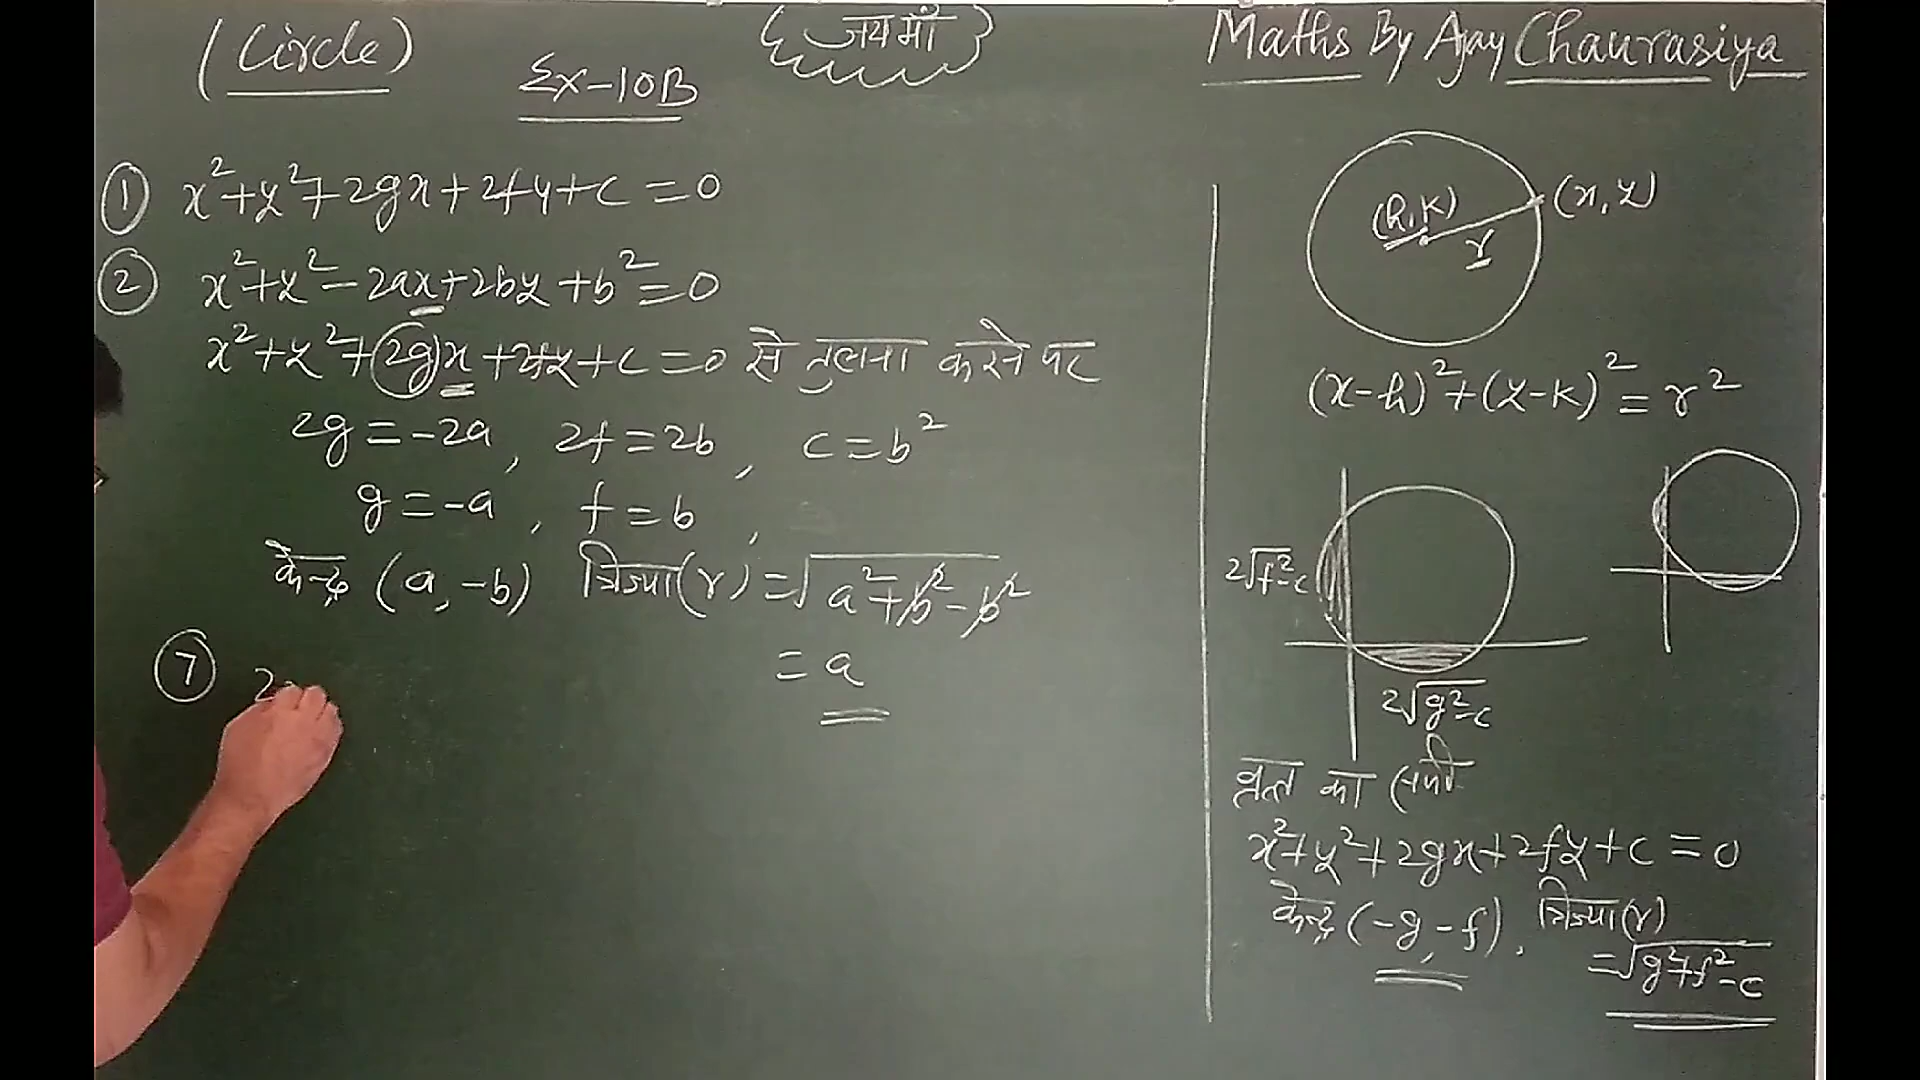 (Circle)
Ex-10B
{जय माँ}
Maths By Ajay Chaurasiya
① x²+y²+2gx+2fy+c=0
② x²+y²-2ax+2by+b²=0
x²+y²+2gx+2fy+c=0 से तुलना करने पर
2g=-2a, 2f=2b, c=b²
g=-a, f=b,
केन्द्र (a,-b) त्रिज्या(r)=√a²+b²-b²
=a
⑦ 2
(h,k) (x,y)
r
(x-h)²+(y-k)²=r²
2√f²-c
2√g²-c
वृत्त का
x²+y²+2gx+2fy+c=0
केन्द्र (-g,-f), त्रिज्या(r)
=√g²+f²-c